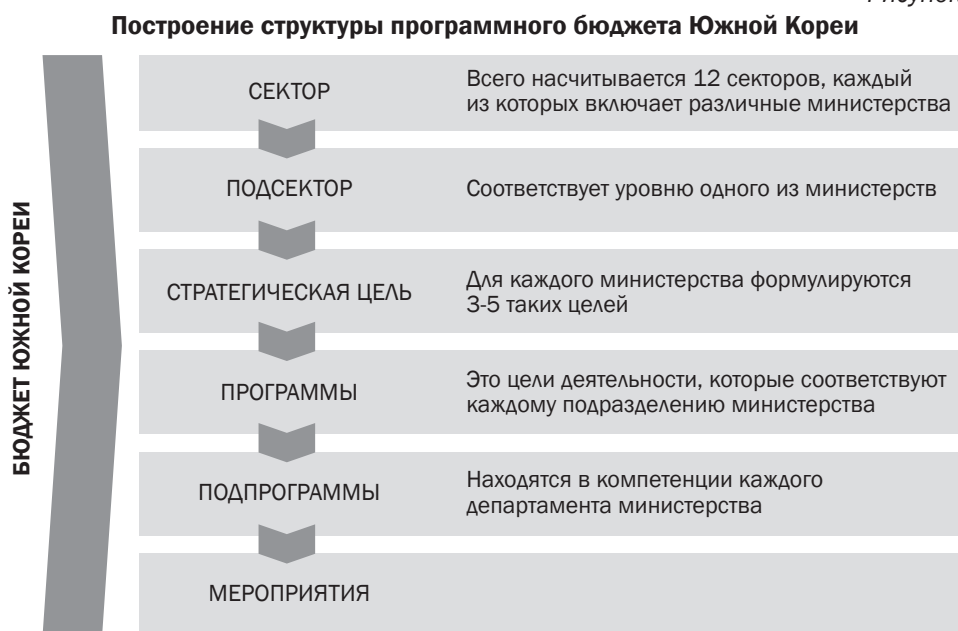 Построение структуры программного бюджета Южной Кореи
БЮДЖЕТ ЮЖНОЙ КОРЕИ
СЕКТОР
Всего насчитывается 12 секторов, каждый
из которых включает различные министерства
ПОДСЕКТОР
Соответствует уровню одного из министерств
СТРАТЕГИЧЕСКАЯ ЦЕЛЬ
Для каждого министерства формулируются
3-5 таких целей
ПРОГРАММЫ
Это цели деятельности, которые соответствуют
каждому подразделению министерства
ПОДПРОГРАММЫ
Находятся в компетенции каждого
департамента министерства
МЕРОПРИЯТИЯ